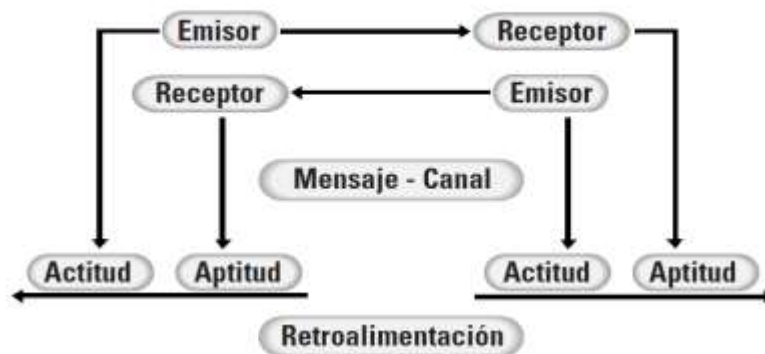 Emisor Receptor
Receptor Emisor
Mensaje - Canal
Actitud Aptitud Actitud Aptitud
Retroalimentación